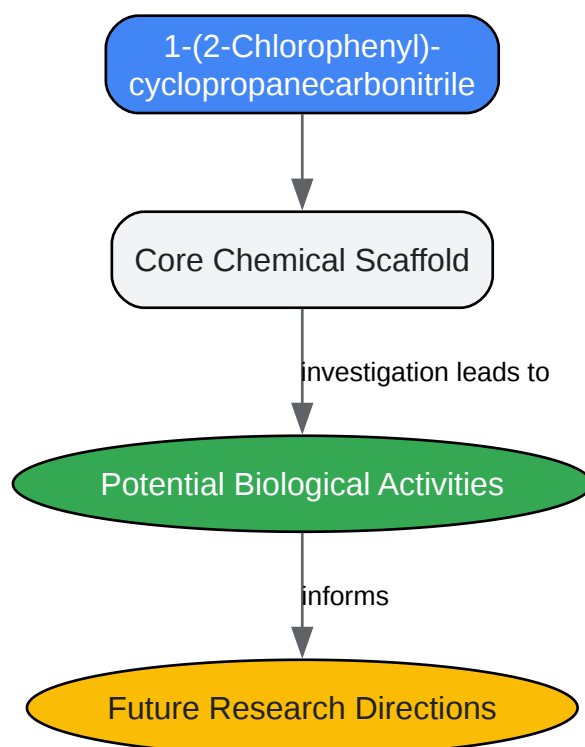 1-(2-Chlorophenyl)-
cyclopropanecarbonitrile
Core Chemical Scaffold
investigation leads to
Potential Biological Activities
informs
Future Research Directions